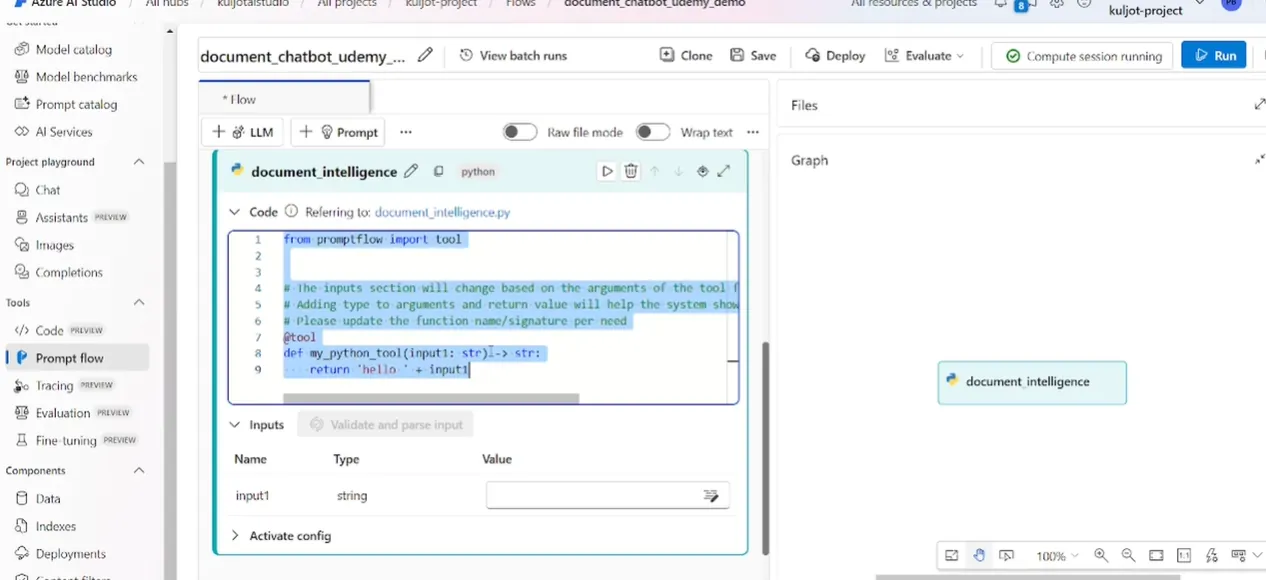 Azure AI Studio / All hubs / kuljotaistudio / All projects / kuljot-project / Flows / document_chatbot_udemy_demo All resources & projects 8 kuljot-project PB
Get started
Model catalog
Model benchmarks
Prompt catalog
AI Services
Project playground
Chat
Assistants PREVIEW
Images
Completions
Tools
Code PREVIEW
Prompt flow
Tracing PREVIEW
Evaluation PREVIEW
Fine-tuning PREVIEW
Components
Data
Indexes
Deployments
Content filters
document_chatbot_udemy_... View batch runs Clone Save Deploy Evaluate Compute session running Run
* Flow
+ LLM + Prompt ... Raw file mode Wrap text ...
document_intelligence python
Code Referring to: document_intelligence.py
1 from promptflow import tool
2
3
4 # The inputs section will change based on the arguments of the tool f
5 # Adding type to arguments and return value will help the system show
6 # Please update the function name/signature per need
7 @tool
8 def my_python_tool(input1: str) -> str:
9 return 'hello ' + input1
Inputs Validate and parse input
Name Type Value
input1 string
Activate config
Files
Graph
document_intelligence
100%
1:1